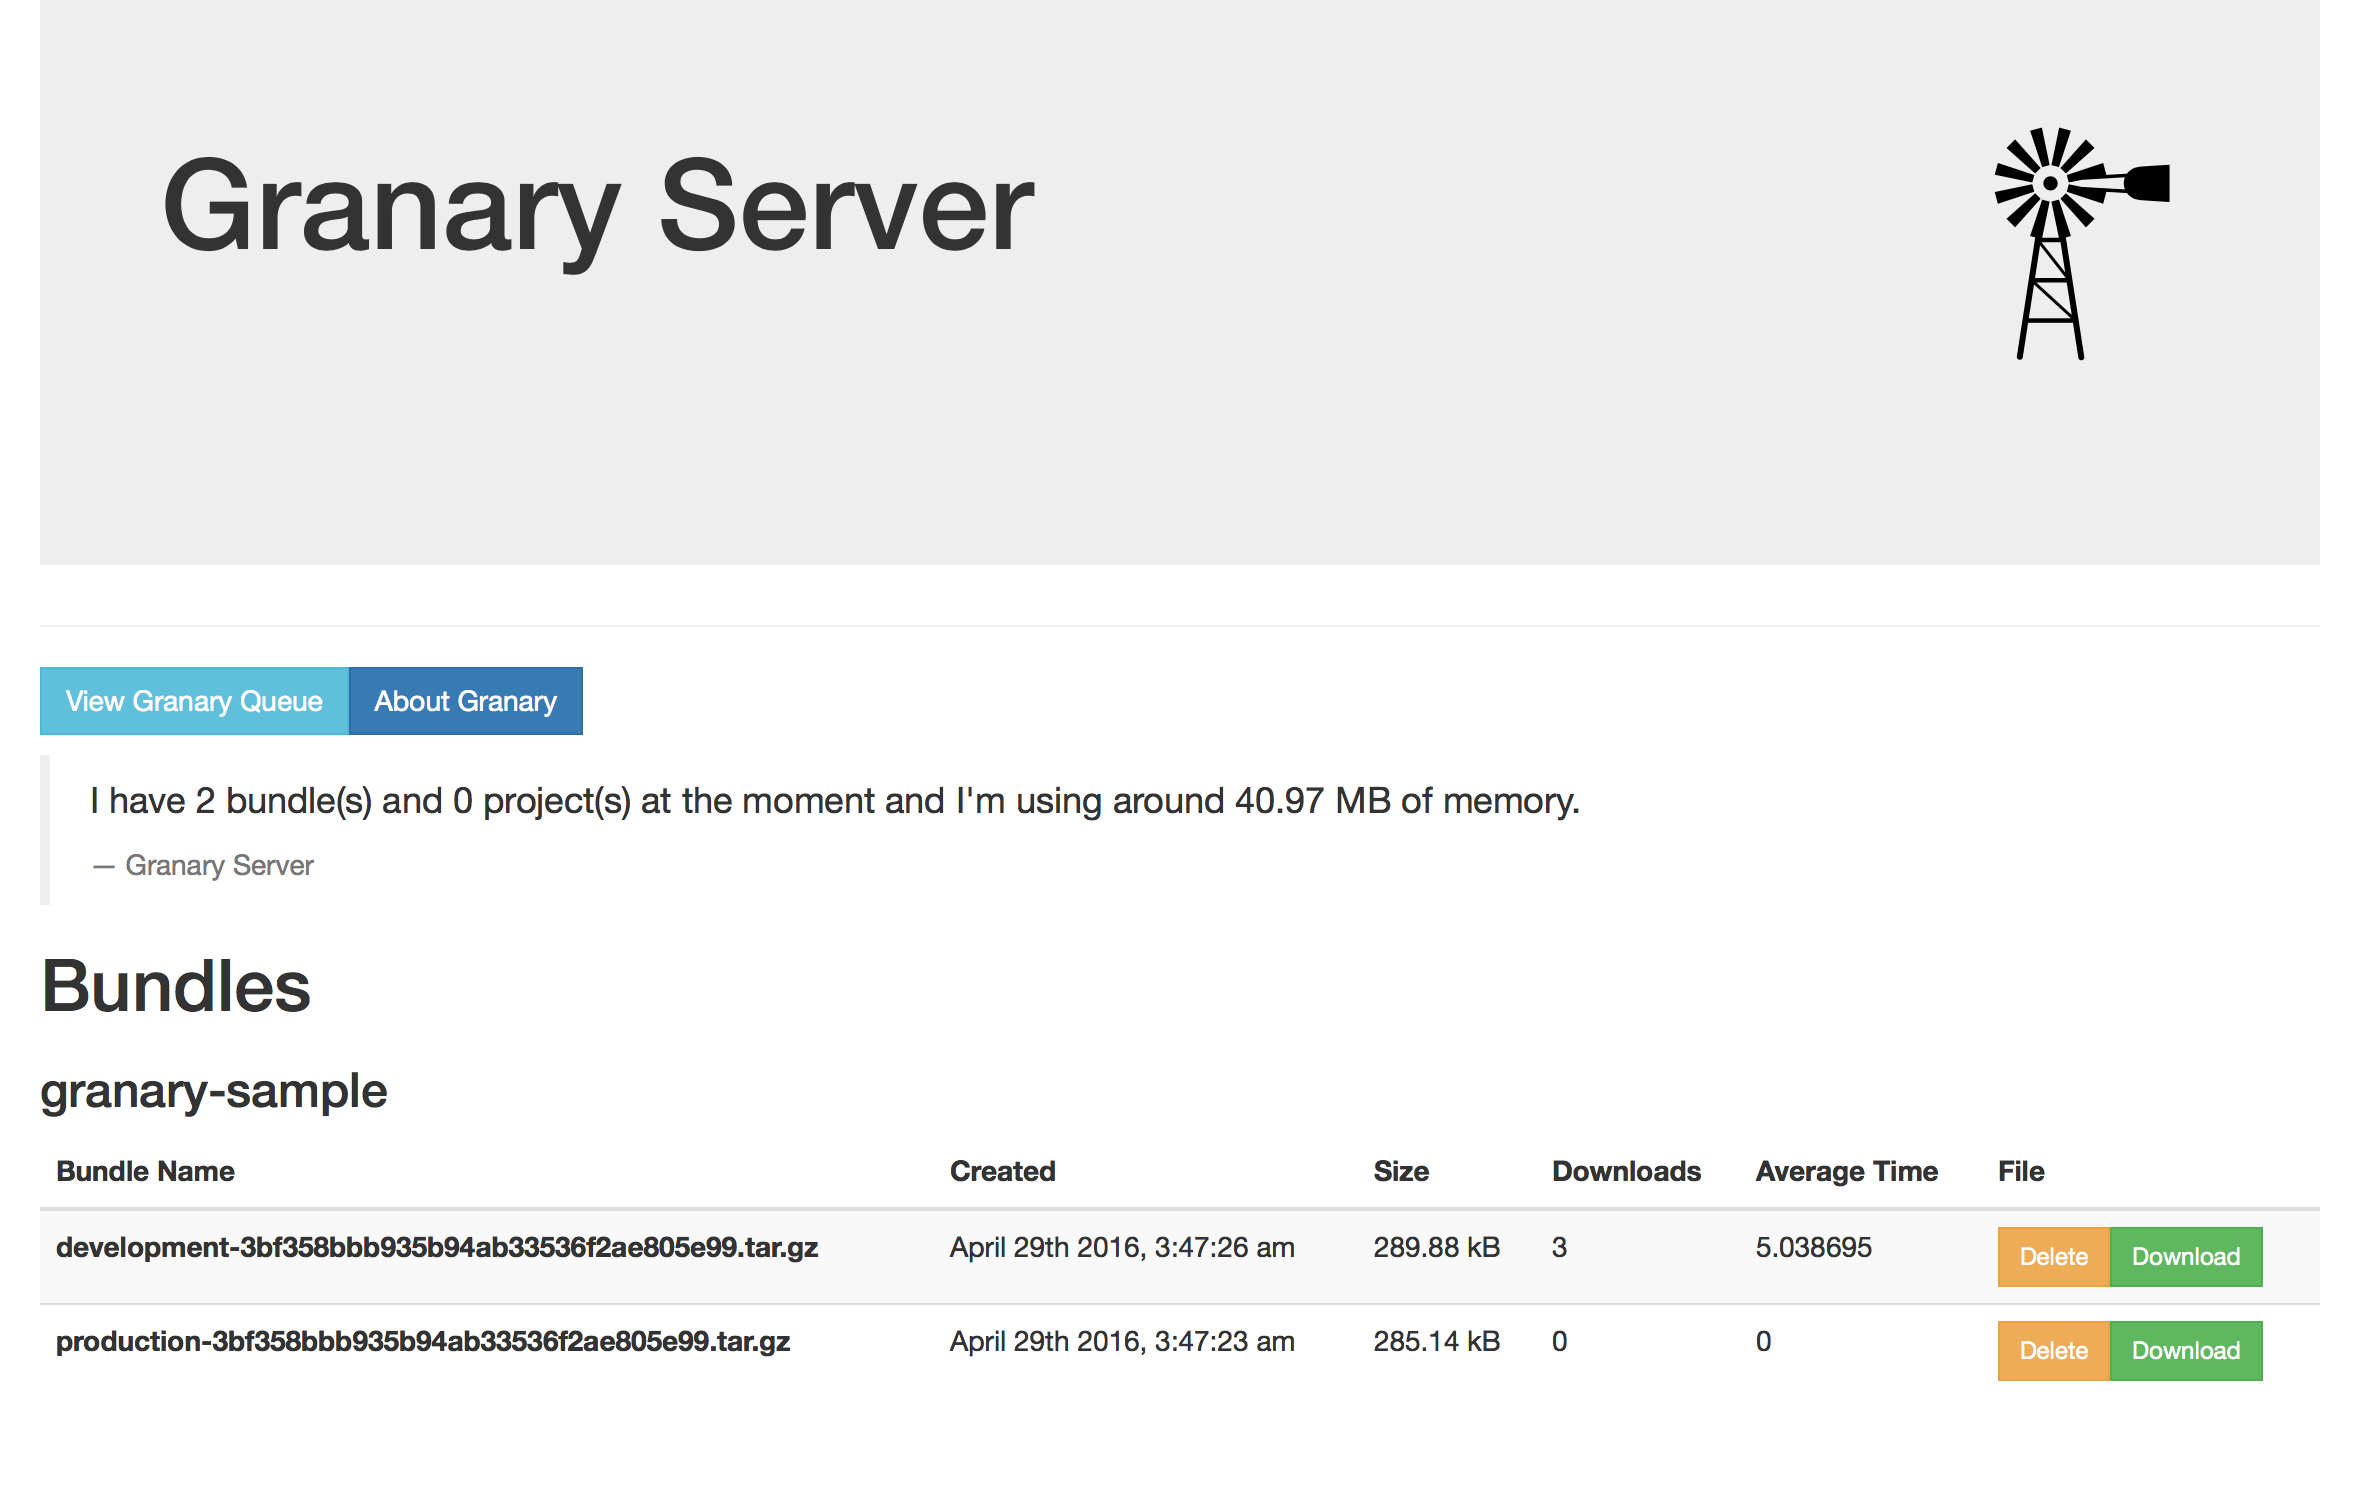 Granary Server
View Granary Queue About Granary
I have 2 bundle(s) and 0 project(s) at the moment and I'm using around 40.97 MB of memory.
— Granary Server
Bundles
granary-sample
Bundle Name Created Size Downloads Average Time File
development-3bf358bbb935b94ab33536f2ae805e99.tar.gz April 29th 2016, 3:47:26 am 289.88 kB 3 5.038695 Delete Download
production-3bf358bbb935b94ab33536f2ae805e99.tar.gz April 29th 2016, 3:47:23 am 285.14 kB 0 0 Delete Download